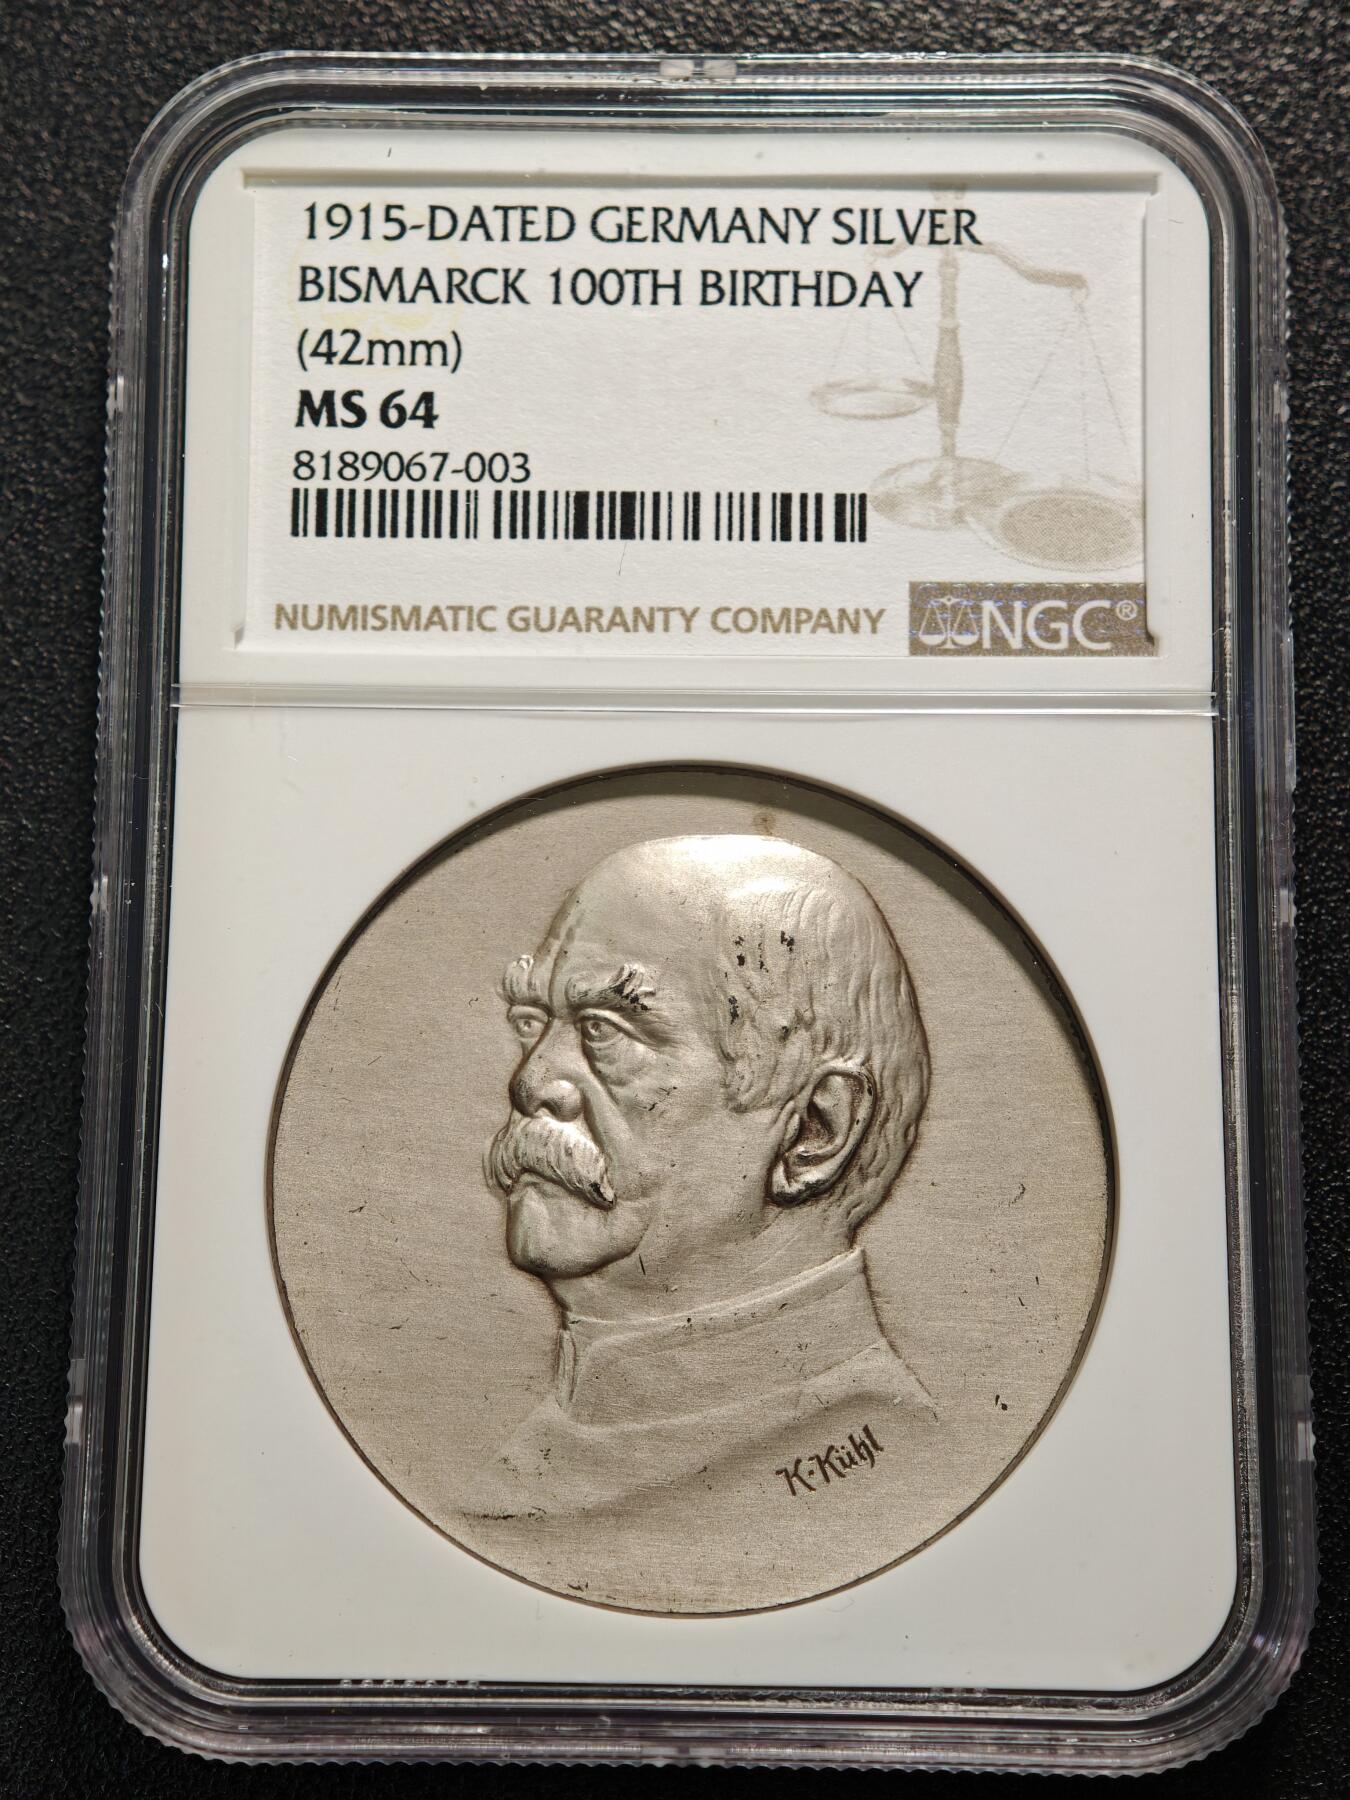 1915-DATED GERMANY SILVER
BISMARCK 100TH BIRTHDAY
(42mm)
MS 64
8189067-003
NUMISMATIC GUARANTY COMPANY
NGC®
K·Kühl